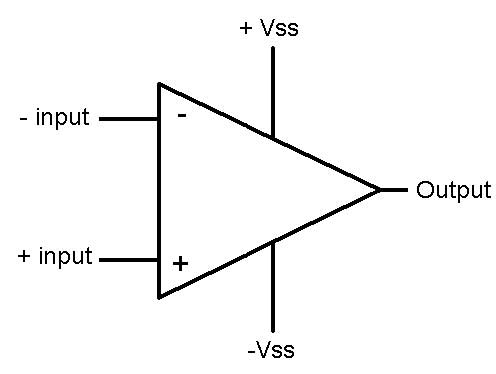 + Vss
- input
-
Output
+ input
+
-Vss